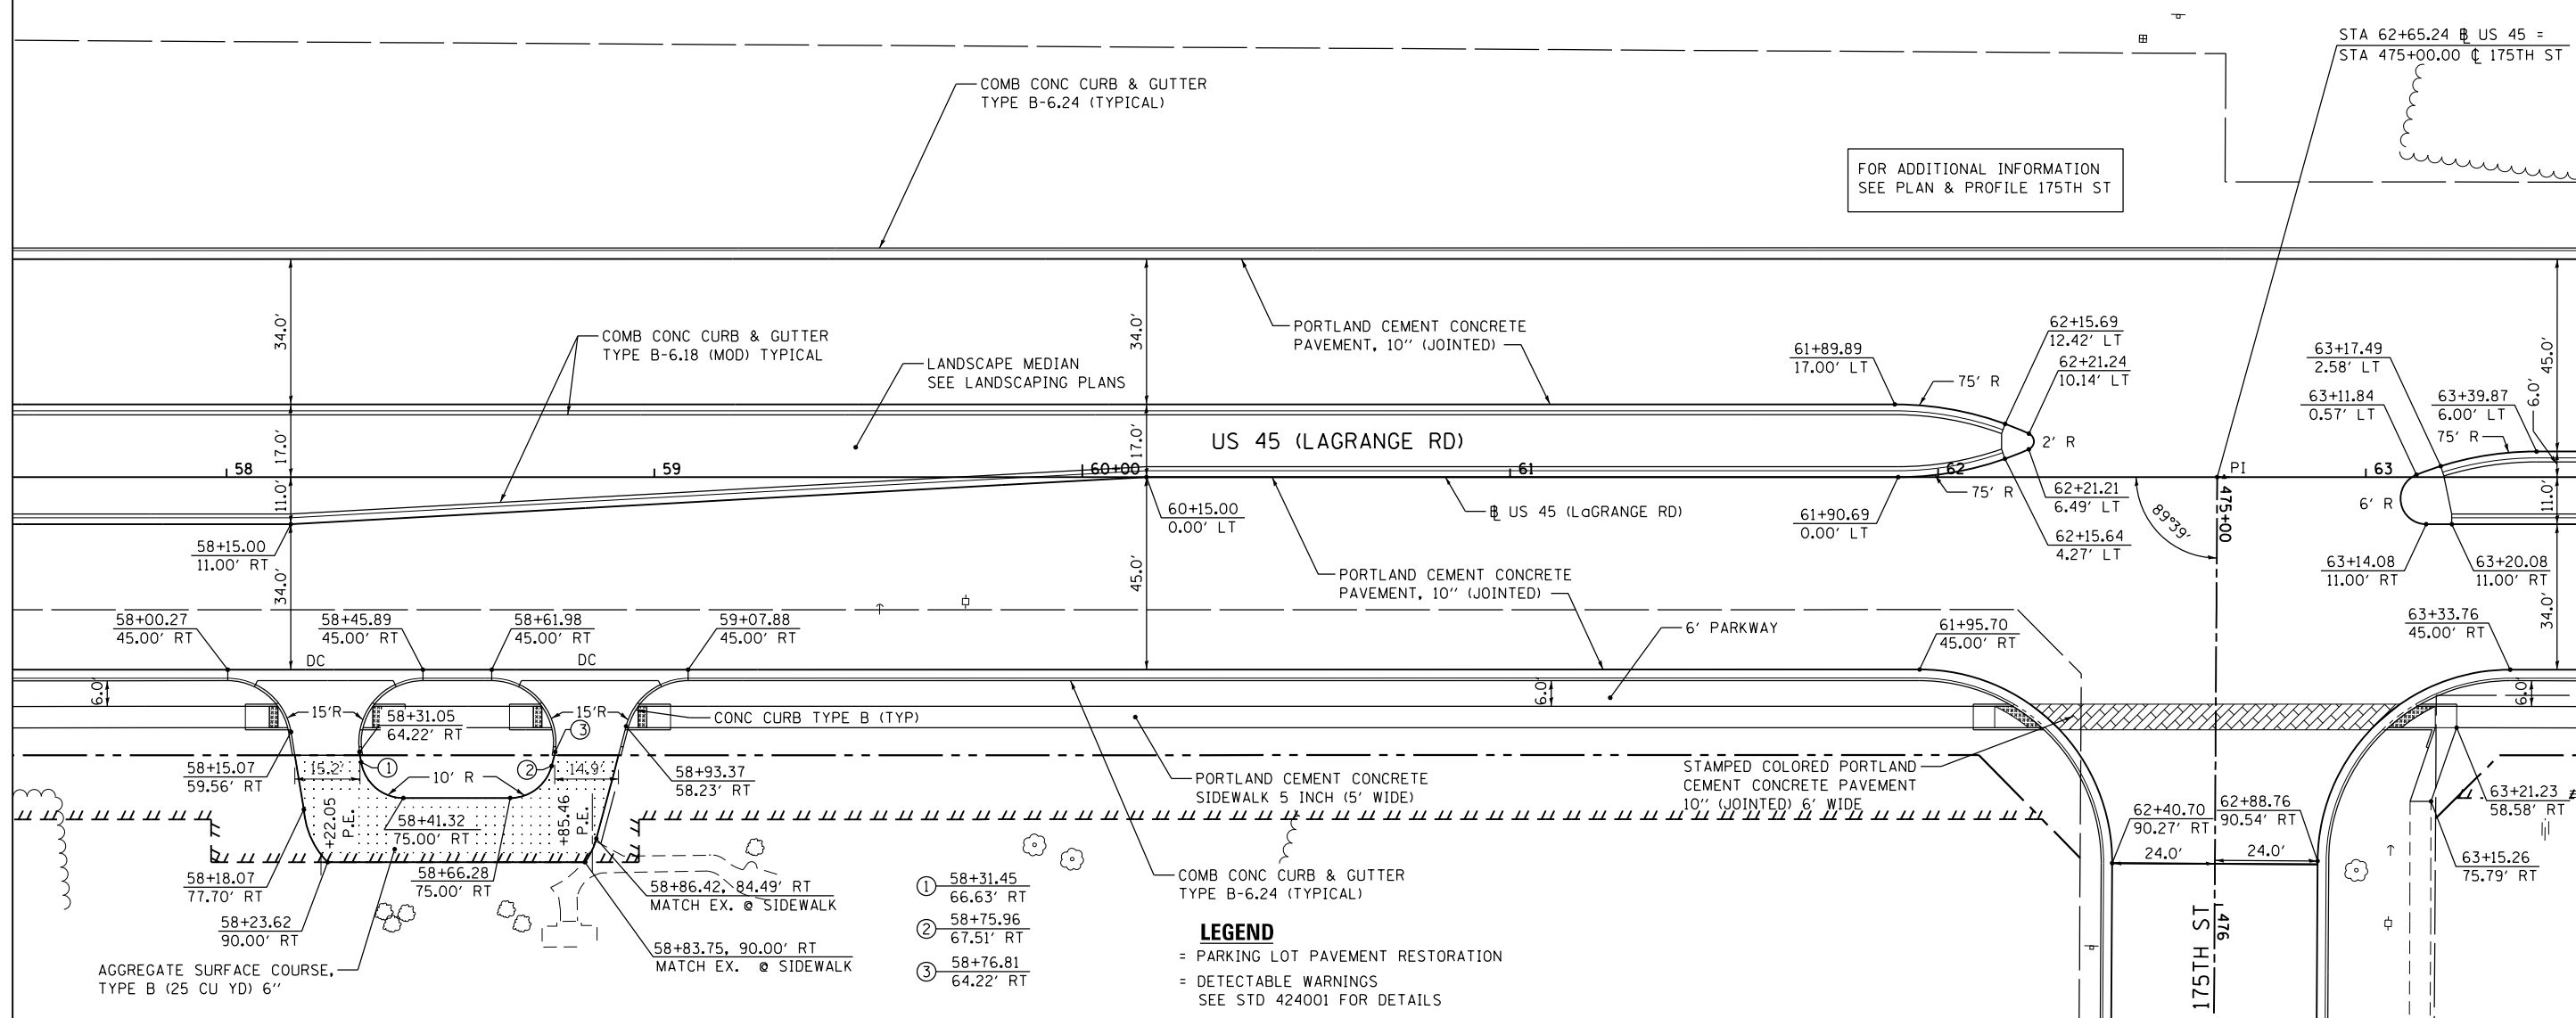 STA 62+65.24 ℄ US 45 =
STA 475+00.00 ℄ 175TH ST
COMB CONC CURB & GUTTER
TYPE B-6.24 (TYPICAL)
FOR ADDITIONAL INFORMATION
SEE PLAN & PROFILE 175TH ST
34.0'
34.0'
45.0'
COMB CONC CURB & GUTTER
TYPE B-6.18 (MOD) TYPICAL
LANDSCAPE MEDIAN
SEE LANDSCAPING PLANS
PORTLAND CEMENT CONCRETE
PAVEMENT, 10'' (JOINTED)
61+89.89
17.00' LT
75' R
62+15.69
12.42' LT
62+21.24
10.14' LT
2' R
63+17.49
2.58' LT
63+11.84
0.57' LT
63+39.87
6.00' LT
75' R
6.0'
17.0'
17.0'
US 45 (LAGRANGE RD)
58
59
60+00
61
62
PI
63
11.0'
58+15.00
11.00' RT
60+15.00
0.00' LT
℄ US 45 (LaGRANGE RD)
61+90.69
0.00' LT
75' R
62+21.21
6.49' LT
62+15.64
4.27' LT
89°39'
475+00
6' R
11.0'
63+14.08
11.00' RT
63+20.08
11.00' RT
34.0'
45.0'
34.0'
PORTLAND CEMENT CONCRETE
PAVEMENT, 10'' (JOINTED)
58+00.27
45.00' RT
58+45.89
45.00' RT
58+61.98
45.00' RT
59+07.88
45.00' RT
6' PARKWAY
61+95.70
45.00' RT
63+33.76
45.00' RT
DC
DC
6.0'
6.0'
6.0'
15'R
58+31.05
64.22' RT
15'R
3
CONC CURB TYPE B (TYP)
58+15.07
59.56' RT
15.2'
1
10' R
2
14.9'
58+93.37
58.23' RT
PORTLAND CEMENT CONCRETE
SIDEWALK 5 INCH (5' WIDE)
STAMPED COLORED PORTLAND
CEMENT CONCRETE PAVEMENT
10'' (JOINTED) 6' WIDE
63+21.23
58.58' RT
+22.05
P.E.
58+41.32
75.00' RT
+85.46
P.E.
62+40.70
90.27' RT
62+88.76
90.54' RT
24.0'
24.0'
63+15.26
75.79' RT
58+18.07
77.70' RT
58+66.28
75.00' RT
58+86.42, 84.49' RT
MATCH EX. @ SIDEWALK
1 58+31.45
66.63' RT
COMB CONC CURB & GUTTER
TYPE B-6.24 (TYPICAL)
58+23.62
90.00' RT
2 58+75.96
67.51' RT
58+83.75, 90.00' RT
MATCH EX. @ SIDEWALK
3 58+76.81
64.22' RT
AGGREGATE SURFACE COURSE,
TYPE B (25 CU YD) 6''
LEGEND
= PARKING LOT PAVEMENT RESTORATION
= DETECTABLE WARNINGS
SEE STD 424001 FOR DETAILS
175TH ST
476